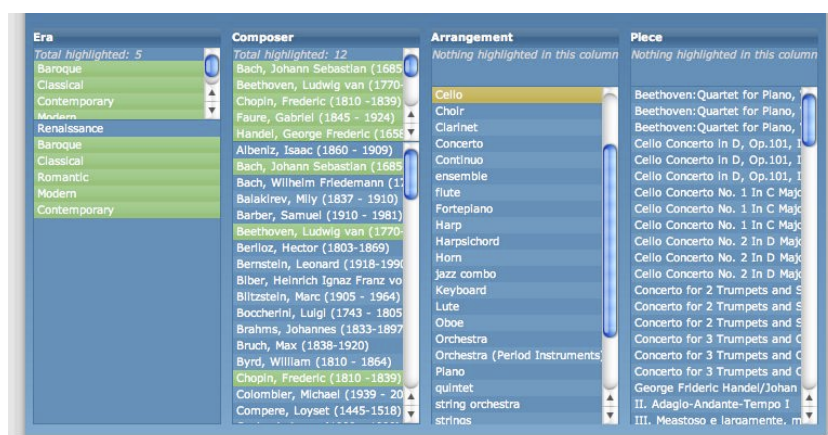 Era
Total highlighted: 5
Baroque
Classical
Contemporary
Modern
Renaissance
Baroque
Classical
Romantic
Modern
Contemporary
Composer
Total highlighted: 12
Bach, Johann Sebastian (1685
Beethoven, Ludwig van (1770-
Chopin, Frederic (1810 -1839)
Faure, Gabriel (1845 - 1924)
Handel, George Frederic (1658
Albeniz, Isaac (1860 - 1909)
Bach, Johann Sebastian (1685
Bach, Wilhelm Friedemann (17
Balakirev, Mily (1837 - 1910)
Barber, Samuel (1910 - 1981)
Beethoven, Ludwig van (1770-
Berlioz, Hector (1803-1869)
Bernstein, Leonard (1918-1990
Biber, Heinrich Ignaz Franz vo
Blitzstein, Marc (1905 - 1964)
Boccherini, Luigi (1743 - 1805
Brahms, Johannes (1833-1897
Bruch, Max (1838-1920)
Byrd, William (1810 - 1864)
Chopin, Frederic (1810 -1839)
Colombier, Michael (1939 - 20
Compere, Loyset (1445-1518)
Arrangement
Nothing highlighted in this column
Cello
Choir
Clarinet
Concerto
Continuo
ensemble
flute
Fortepiano
Harp
Harpsichord
Horn
jazz combo
Keyboard
Lute
Oboe
Orchestra
Orchestra (Period Instruments)
Piano
quintet
string orchestra
strings
Piece
Nothing highlighted in this column
Beethoven:Quartet for Piano,
Beethoven:Quartet for Piano,
Beethoven:Quartet for Piano,
Cello Concerto in D, Op.101, I
Cello Concerto in D, Op.101, I
Cello Concerto in D, Op.101, I
Cello Concerto No. 1 In C Majo
Cello Concerto No. 1 In C Majo
Cello Concerto No. 1 In C Majo
Cello Concerto No. 2 In D Majo
Cello Concerto No. 2 In D Majo
Cello Concerto No. 2 In D Majo
Concerto for 2 Trumpets and S
Concerto for 2 Trumpets and S
Concerto for 2 Trumpets and S
Concerto for 3 Trumpets and O
Concerto for 3 Trumpets and O
Concerto for 3 Trumpets and O
George Frideric Handel/Johan
II. Adagio-Andante-Tempo I
III. Meastoso e largamente, m